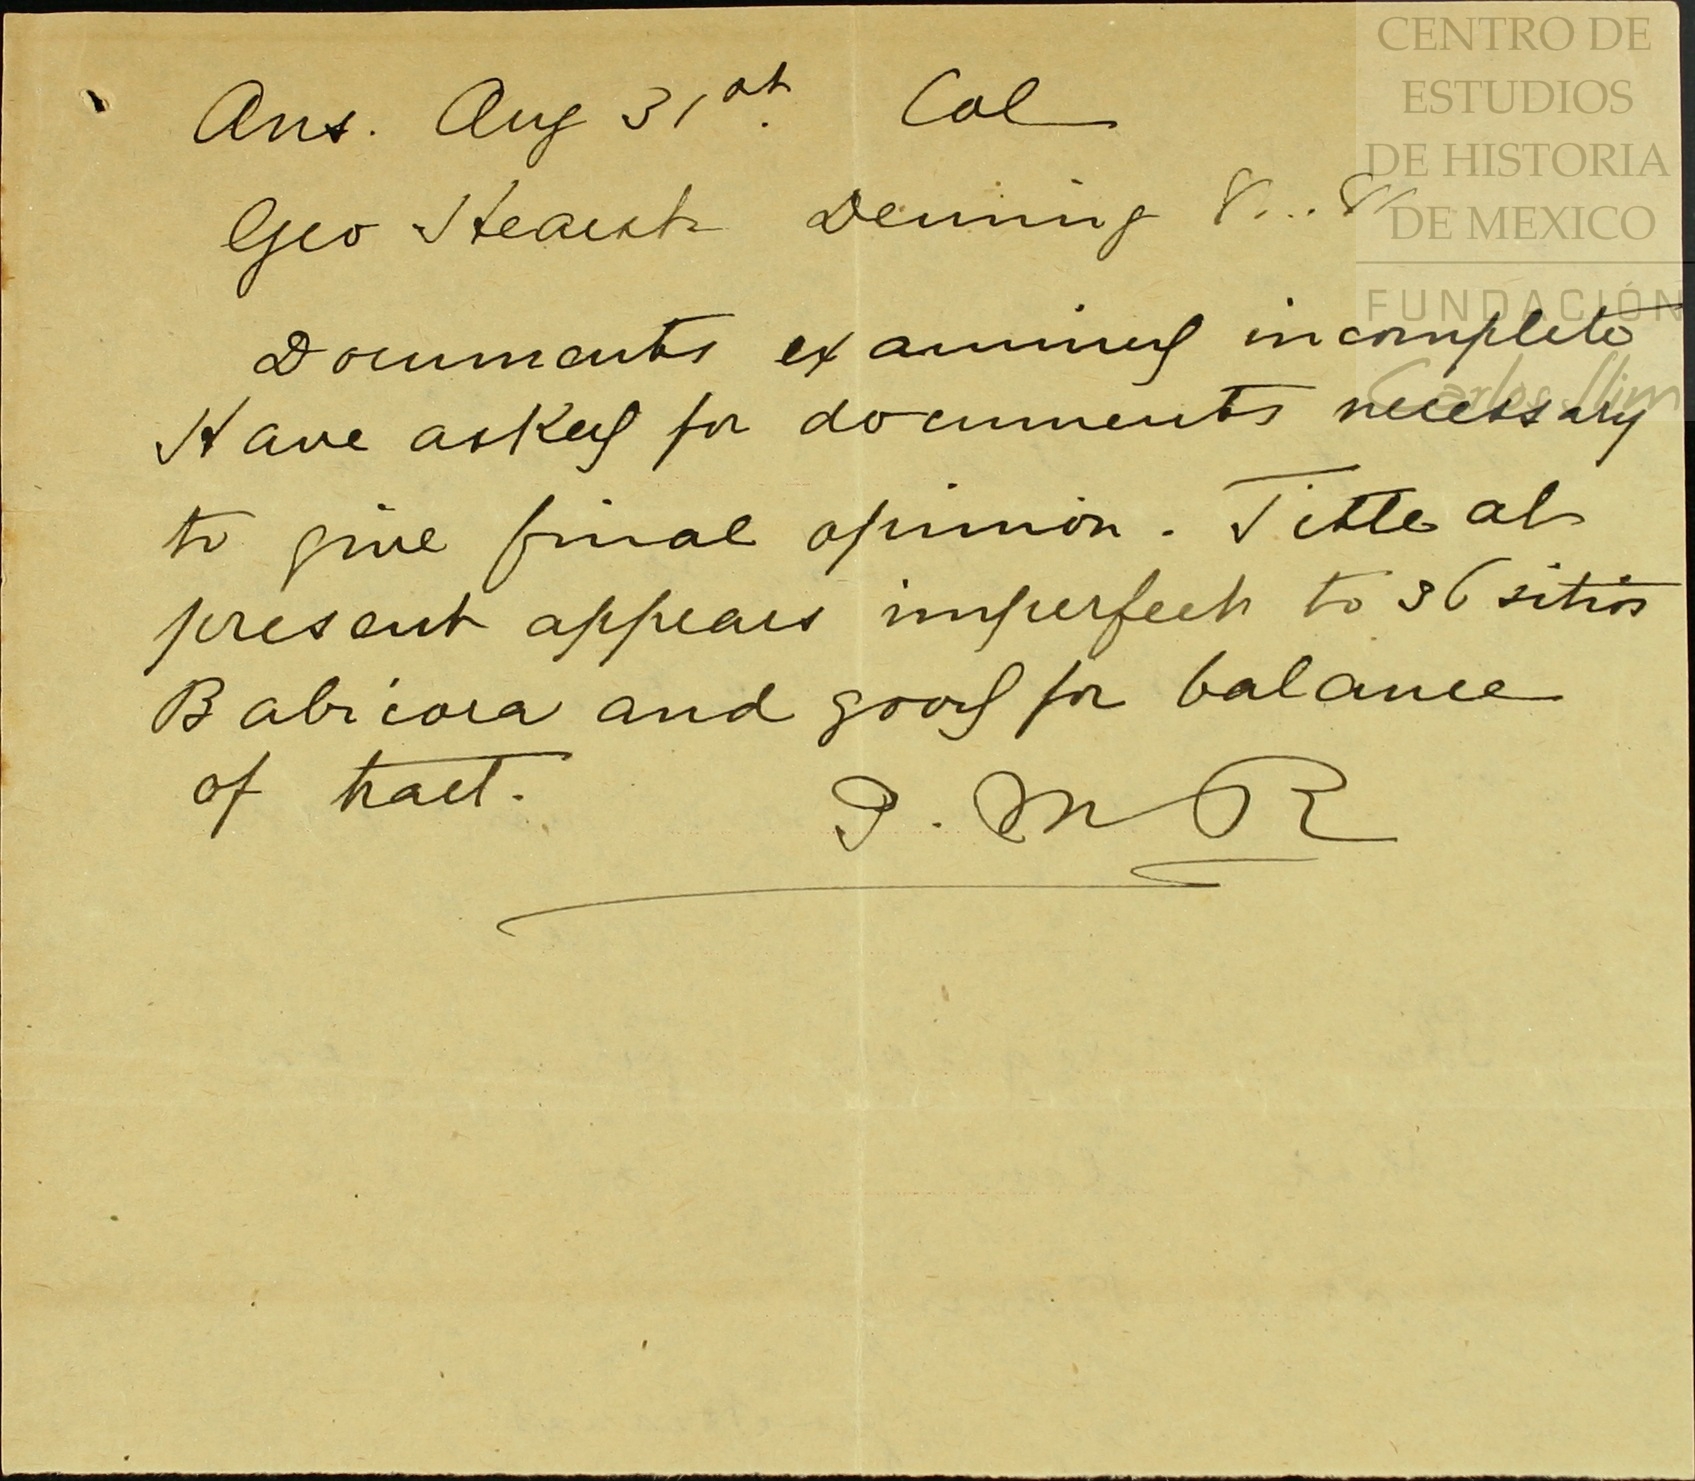 Ans. Aug 31st. Col
Geo Hearst Deming
Documents examined incomplete
Have asked for documents necessary
to give final opinion. Title at
present appears imperfect to 36 sitios
Babicora and good for balance
of tract.
P. M R
CENTRO DE
ESTUDIOS
DE HISTORIA
DE MEXICO
FUNDACIÓN
Carlos Slim